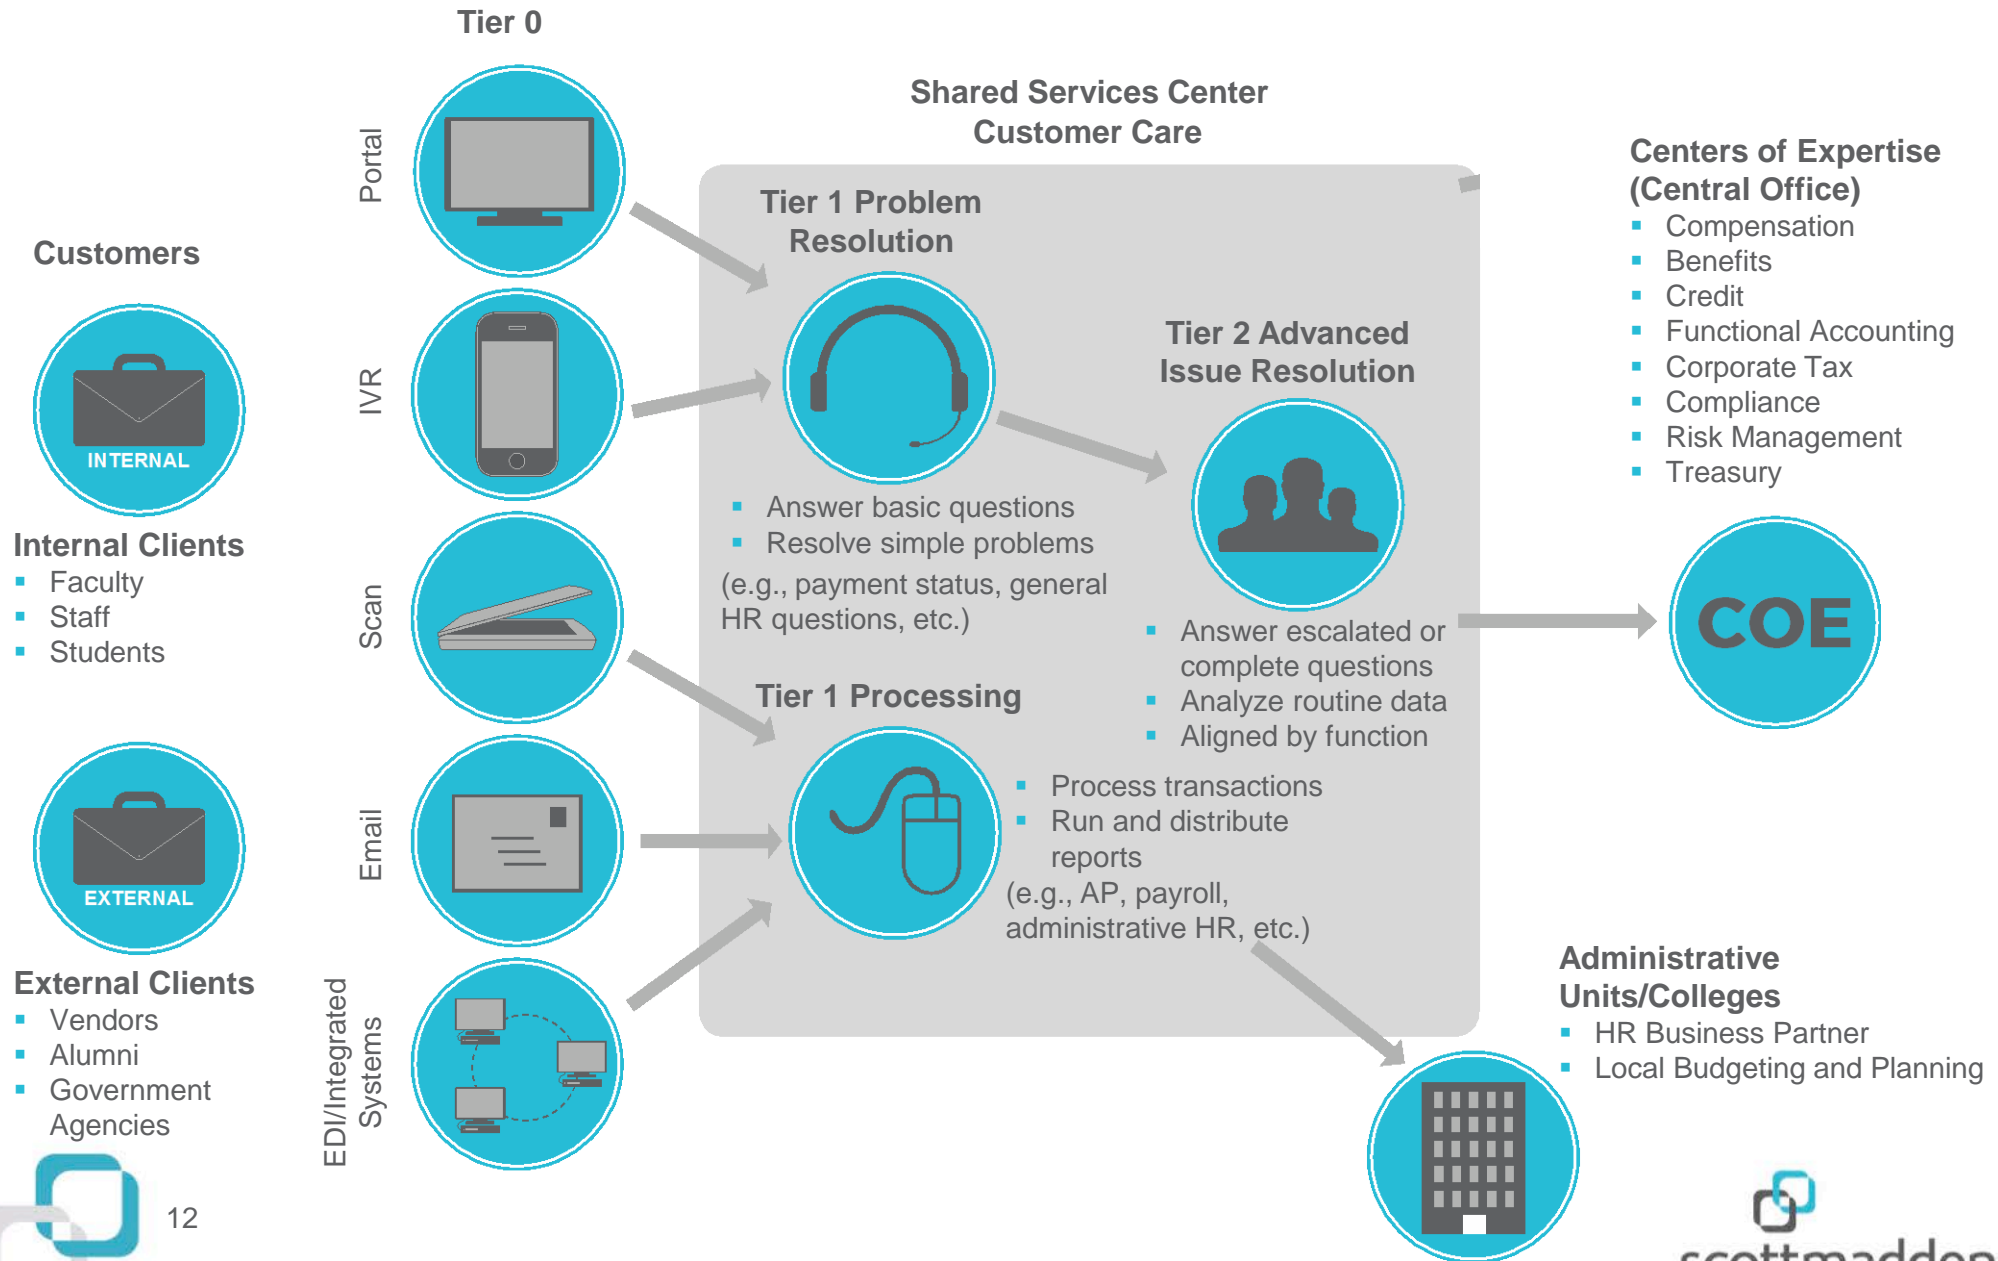 Tier 0
Portal
IVR
Scan
Email
EDI/Integrated
Systems
Customers
INTERNAL
Internal Clients
▪ Faculty
▪ Staff
▪ Students
EXTERNAL
External Clients
▪ Vendors
▪ Alumni
▪ Government
Agencies
Shared Services Center
Customer Care
Tier 1 Problem
Resolution
▪ Answer basic questions
▪ Resolve simple problems
(e.g., payment status, general
HR questions, etc.)
Tier 1 Processing
▪ Process transactions
▪ Run and distribute
reports
(e.g., AP, payroll,
administrative HR, etc.)
Tier 2 Advanced
Issue Resolution
▪ Answer escalated or
complete questions
▪ Analyze routine data
▪ Aligned by function
Centers of Expertise
(Central Office)
▪ Compensation
▪ Benefits
▪ Credit
▪ Functional Accounting
▪ Corporate Tax
▪ Compliance
▪ Risk Management
▪ Treasury
COE
Administrative
Units/Colleges
▪ HR Business Partner
▪ Local Budgeting and Planning
12
scottmadden